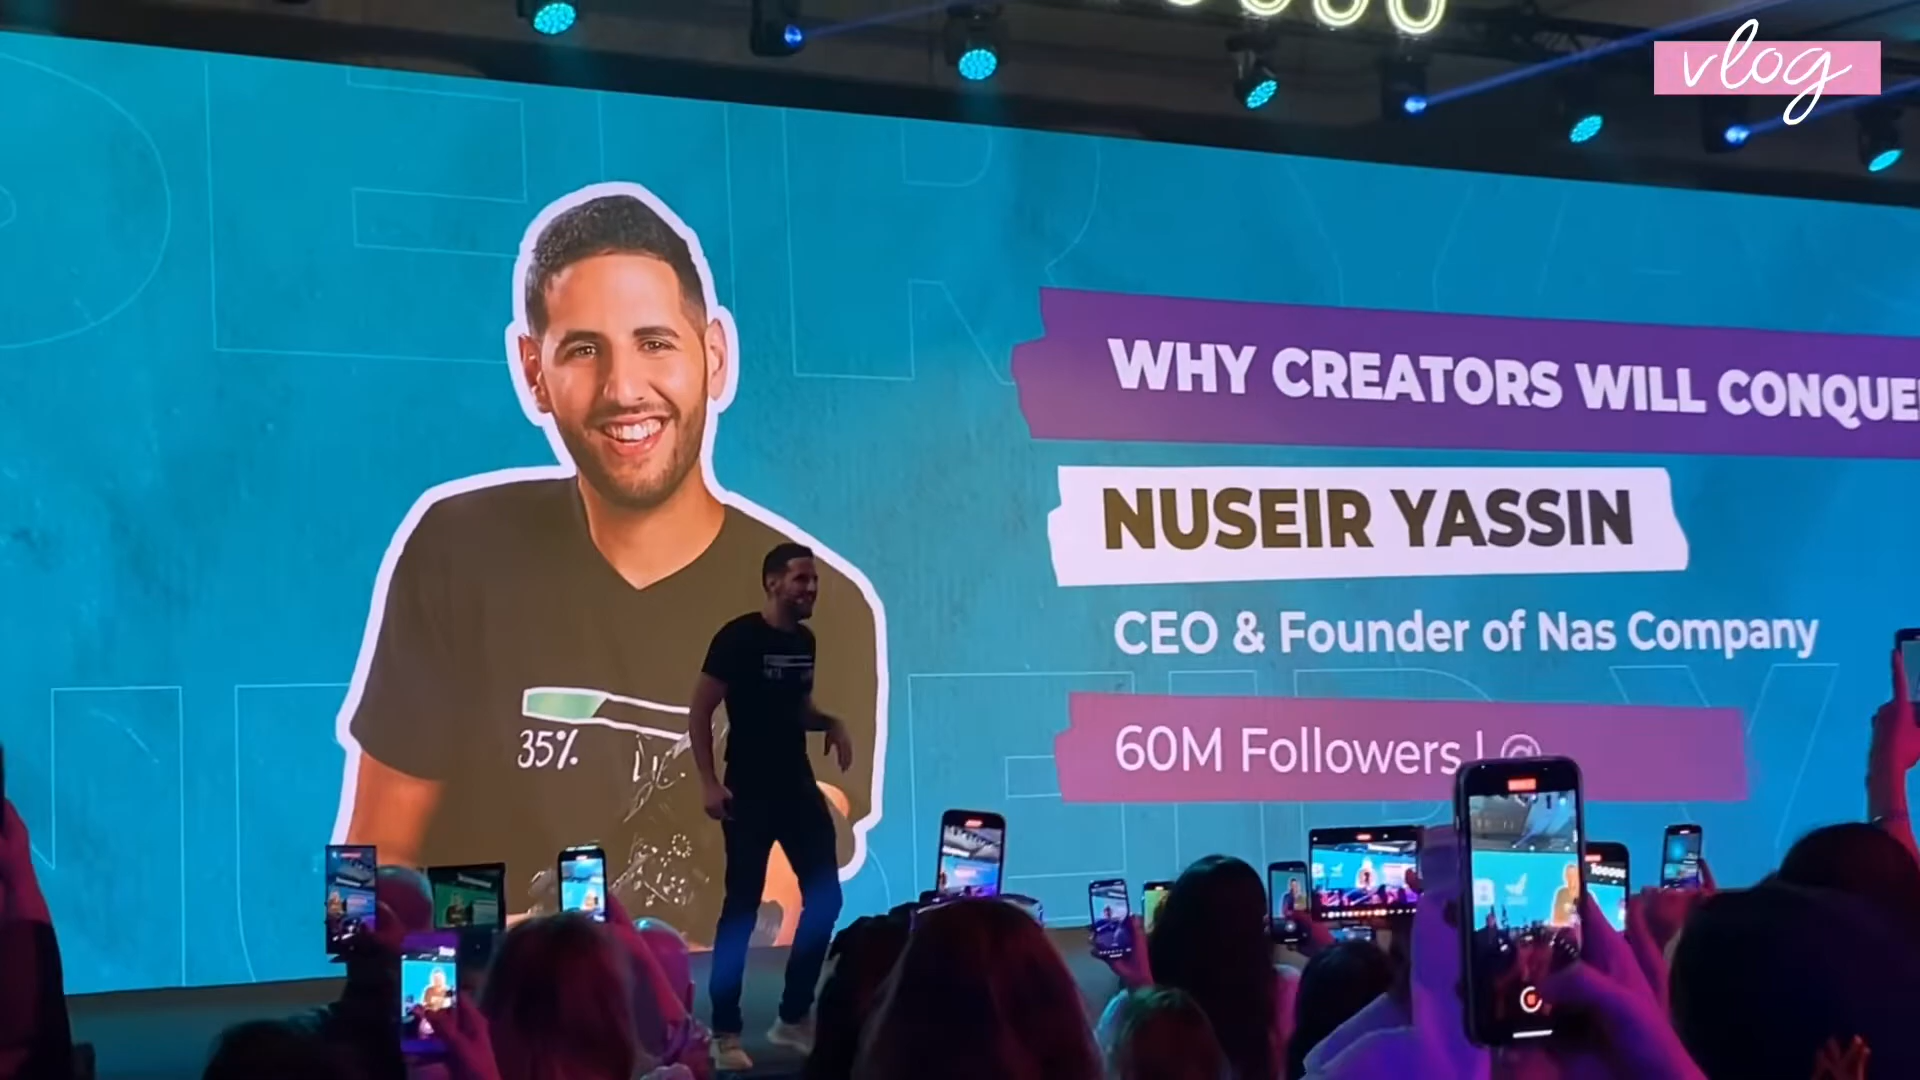 vlog
WHY CREATORS WILL CONQUE
NUSEIR YASSIN
CEO & Founder of Nas Company
60M Followers | @
35%